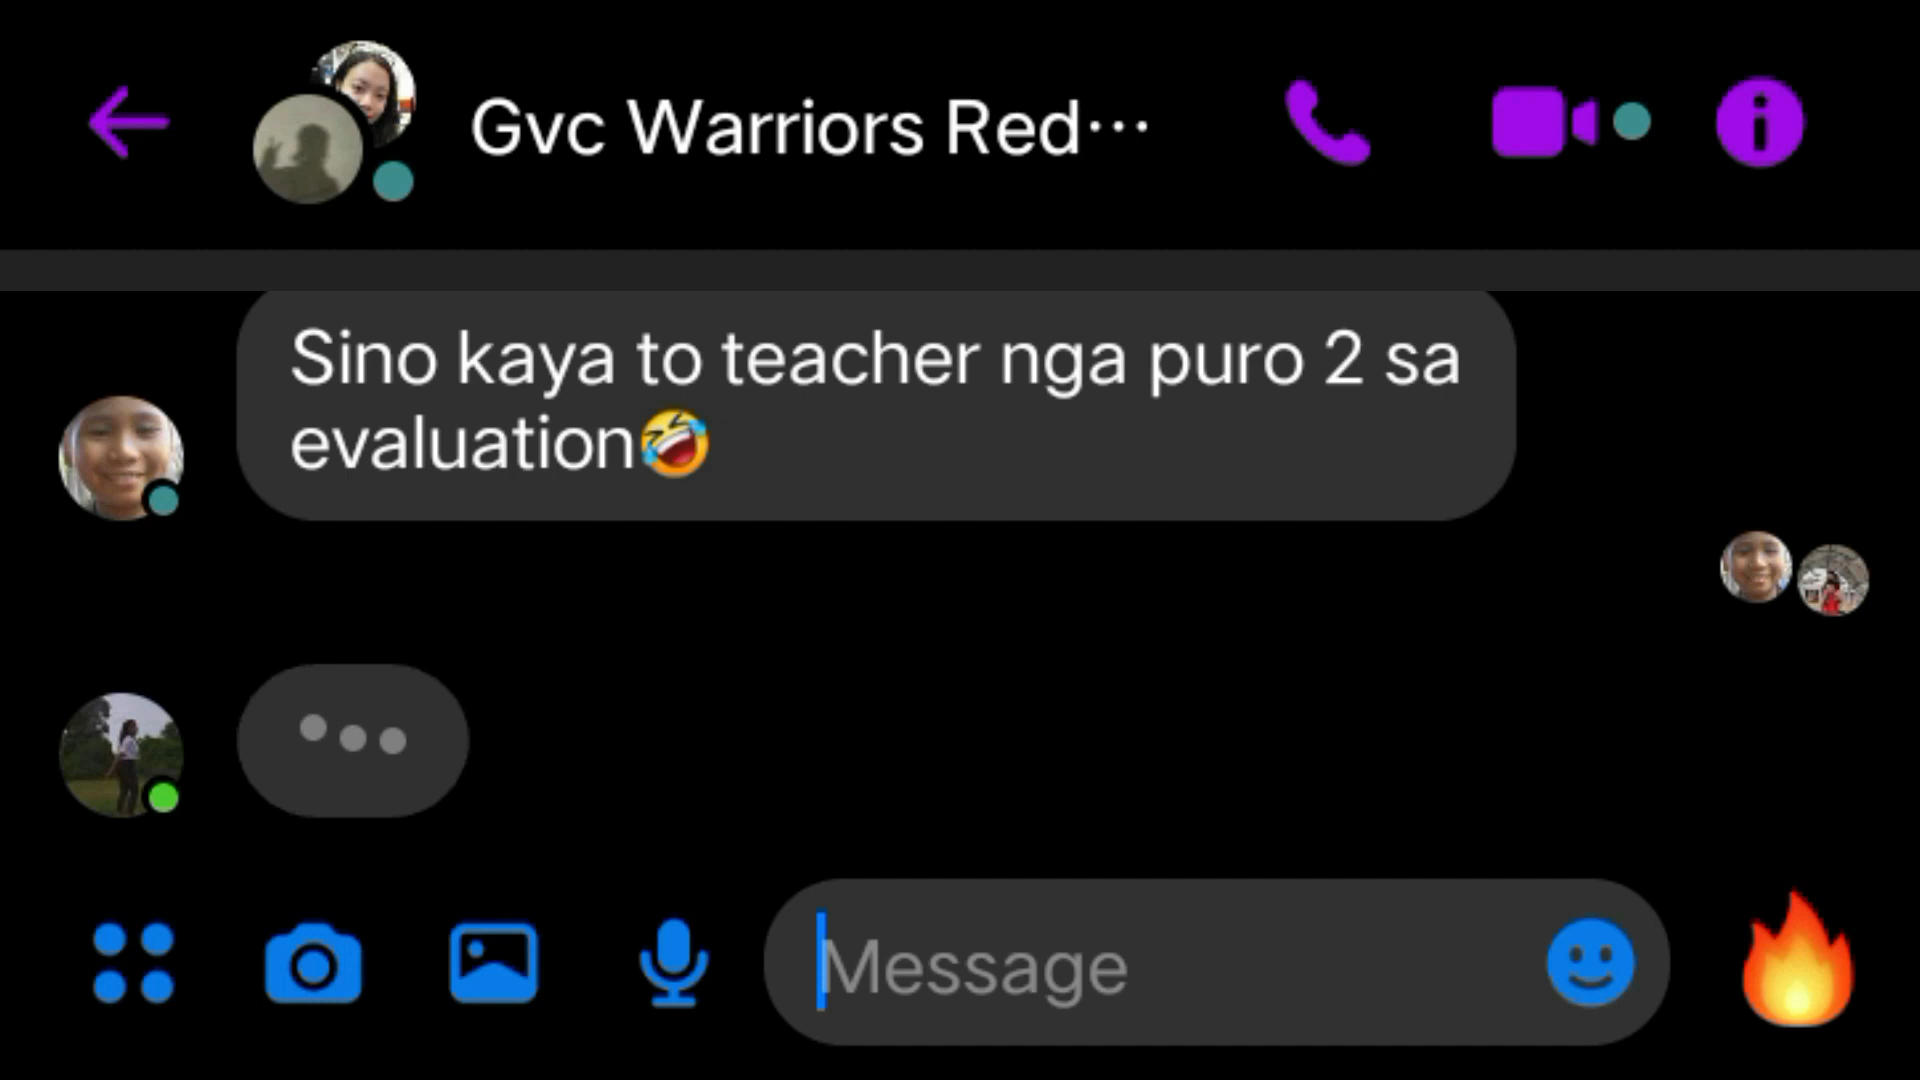 Gvc Warriors Red...
Sino kaya to teacher nga puro 2 sa
evaluation🤣
Message